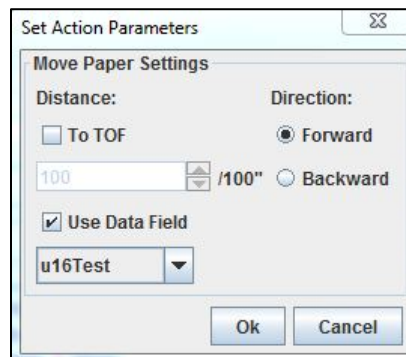 Set Action Parameters
Move Paper Settings
Distance: Direction:
To TOF Forward
100 /100" Backward
Use Data Field
u16Test
Ok Cancel